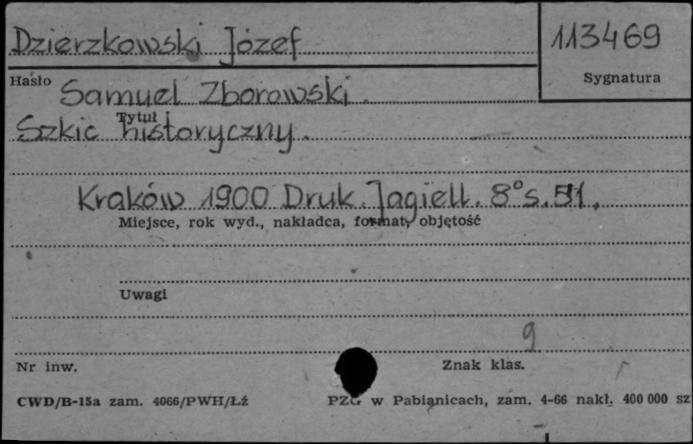 Dzierzkowski Józef
113469
Hasło
Sygnatura
Samuel Zborowski.
Tytuł
Szkic historyczny.
Kraków 1900 Druk. Jagiell. 8° s. 51.
Miejsce, rok wyd., nakładca, format, objętość
Uwagi
9
Nr inw.
Znak klas.
CWD/B-15a zam. 4066/PWH/Łź
PZG w Pabianicach, zam. 4-66 nakł. 400 000 sz